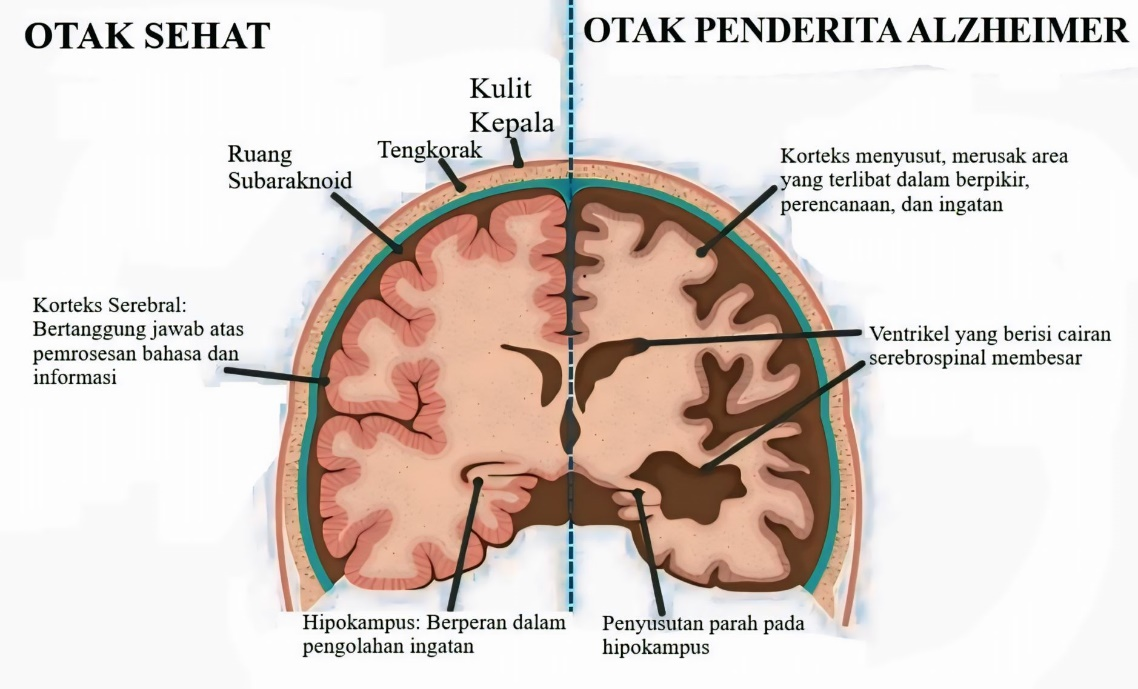 OTAK SEHAT
OTAK PENDERITA ALZHEIMER
Kulit
Kepala
Tengkorak
Ruang
Subaraknoid
Korteks menyusut, merusak area
yang terlibat dalam berpikir,
perencanaan, dan ingatan
Korteks Serebral:
Bertanggung jawab atas
pemrosesan bahasa dan
informasi
Ventrikel yang berisi cairan
serebrospinal membesar
Hipokampus: Berperan dalam
pengolahan ingatan
Penyusutan parah pada
hipokampus